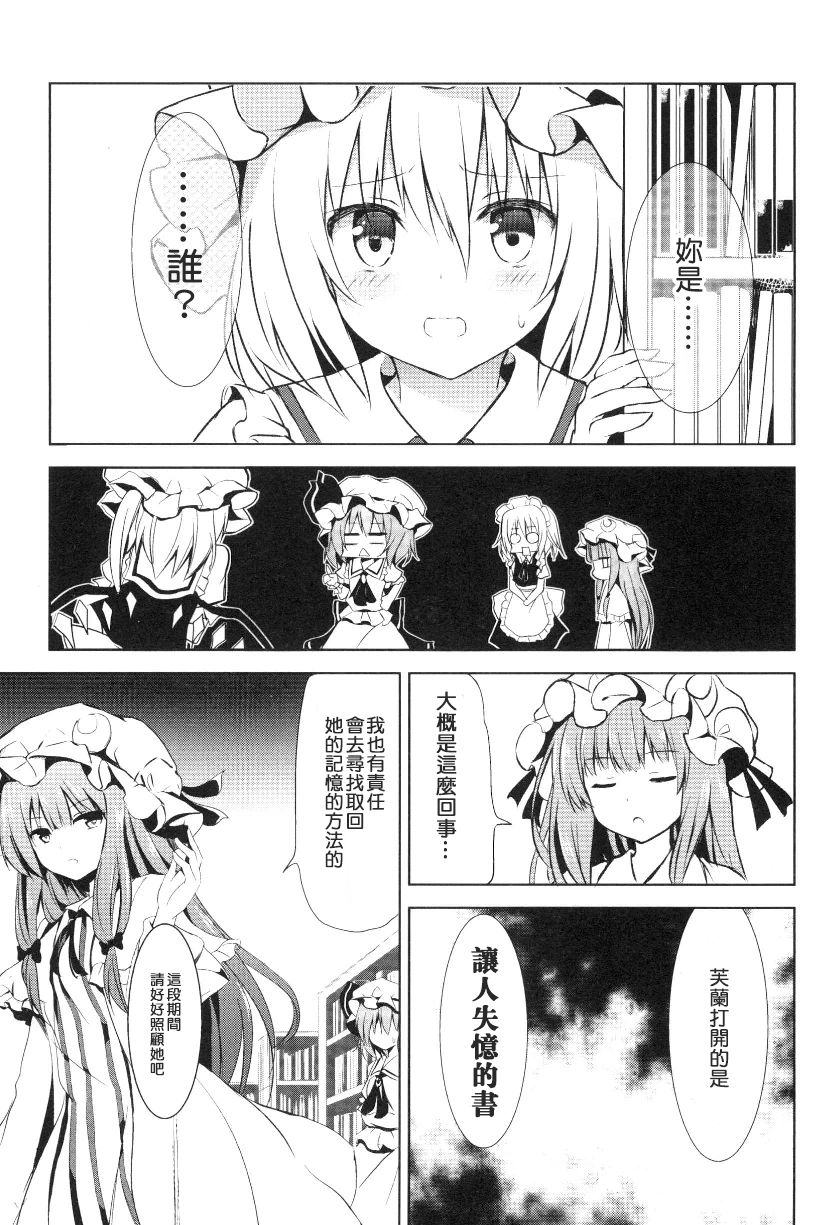 妳是……
……誰？
大概是這麼回事…
芙蘭打開的是
讓人失憶的書
我也有責任
會去尋找取回
她的記憶的方法的
這段期間
請好好照顧她吧